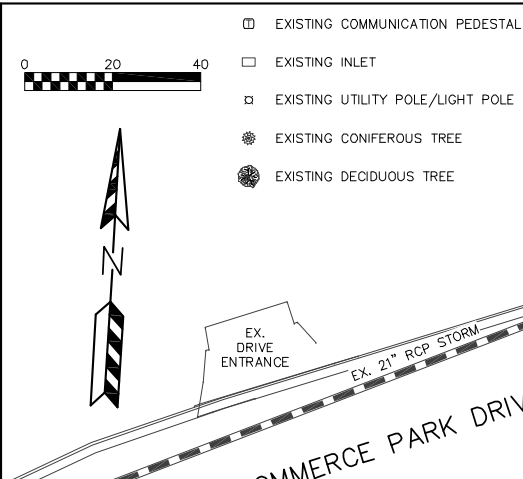 T EXISTING COMMUNICATION PEDESTAL
0 20 40
EXISTING INLET
EXISTING UTILITY POLE/LIGHT POLE
EXISTING CONIFEROUS TREE
EXISTING DECIDUOUS TREE
N
EX.
DRIVE
ENTRANCE
EX. 21" RCP STORM
OMMERCE PARK DRIV